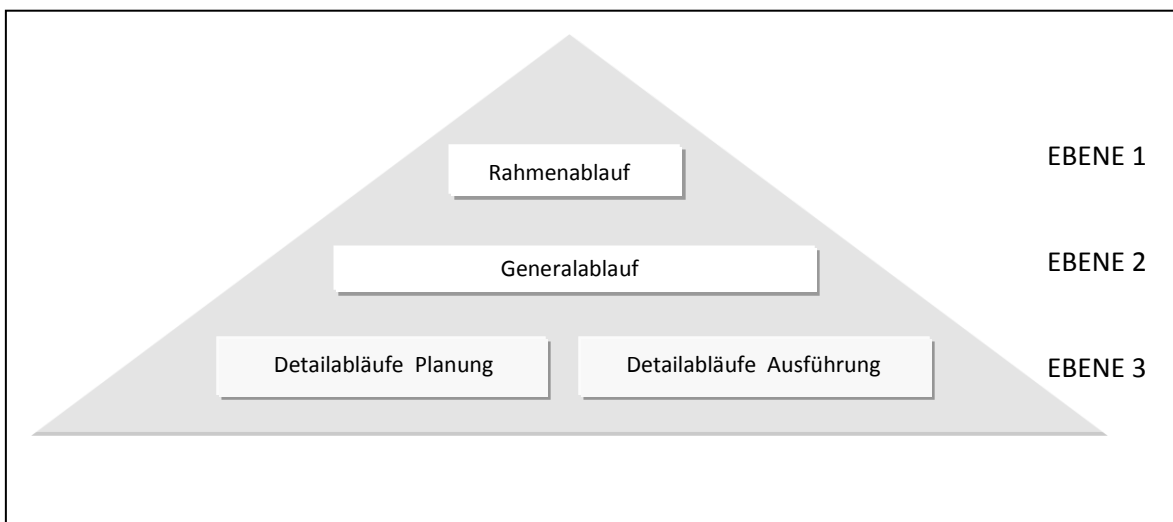 Rahmenablauf
EBENE 1
Generalablauf
EBENE 2
Detailabläufe Planung
Detailabläufe Ausführung
EBENE 3